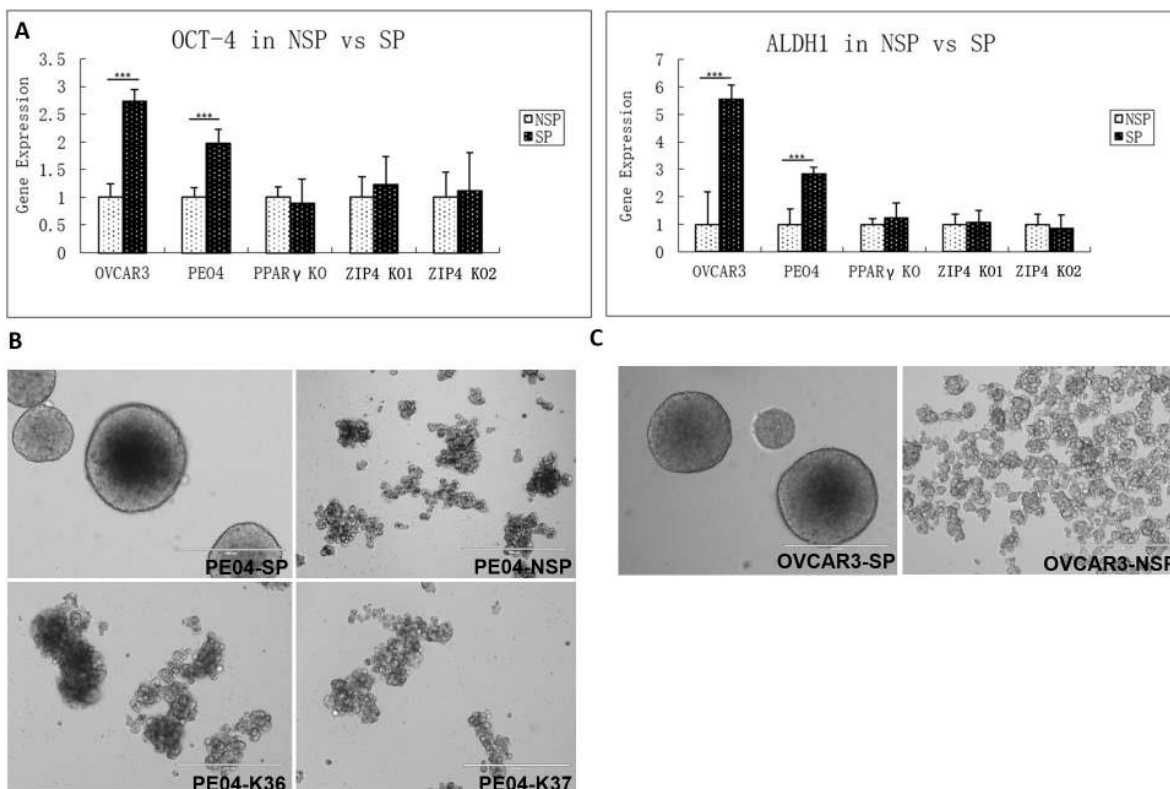 A
OCT-4 in NSP vs SP
Gene Expression
3.5
3
2.5
2
1.5
1
0.5
0
***
***
OVCAR3
PEO4
PPARγ KO
ZIP4 KO1
ZIP4 KO2
NSP
SP
ALDH1 in NSP vs SP
Gene Expression
7
6
5
4
3
2
1
0
***
***
OVCAR3
PEO4
PPARγ KO
ZIP4 KO1
ZIP4 KO2
NSP
SP
B
PE04-SP
PE04-NSP
PE04-K36
PE04-K37
C
OVCAR3-SP
OVCAR3-NSP